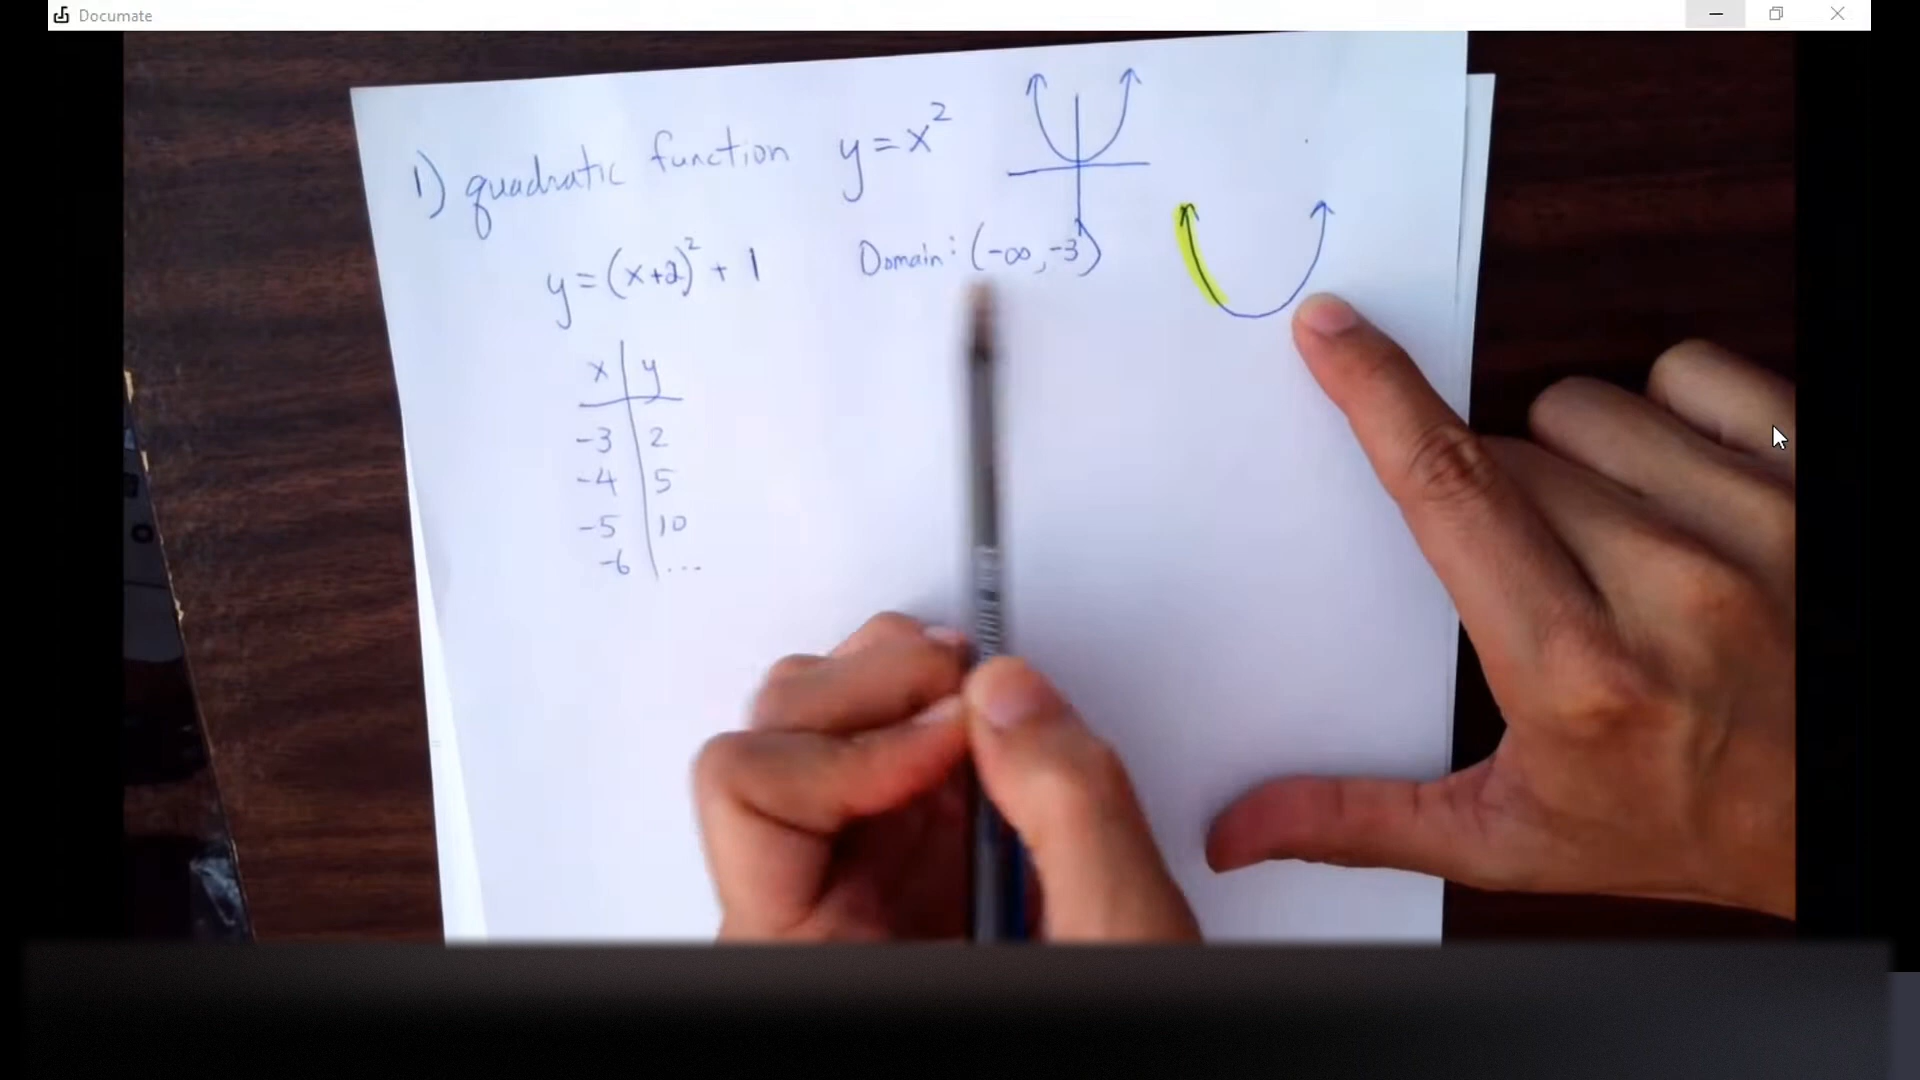 Documate
1) quadratic function y = x²
y = (x+2)² + 1
Domain: (-∞, -3)
x | y
-3 | 2
-4 | 5
-5 | 10
-6 | ...